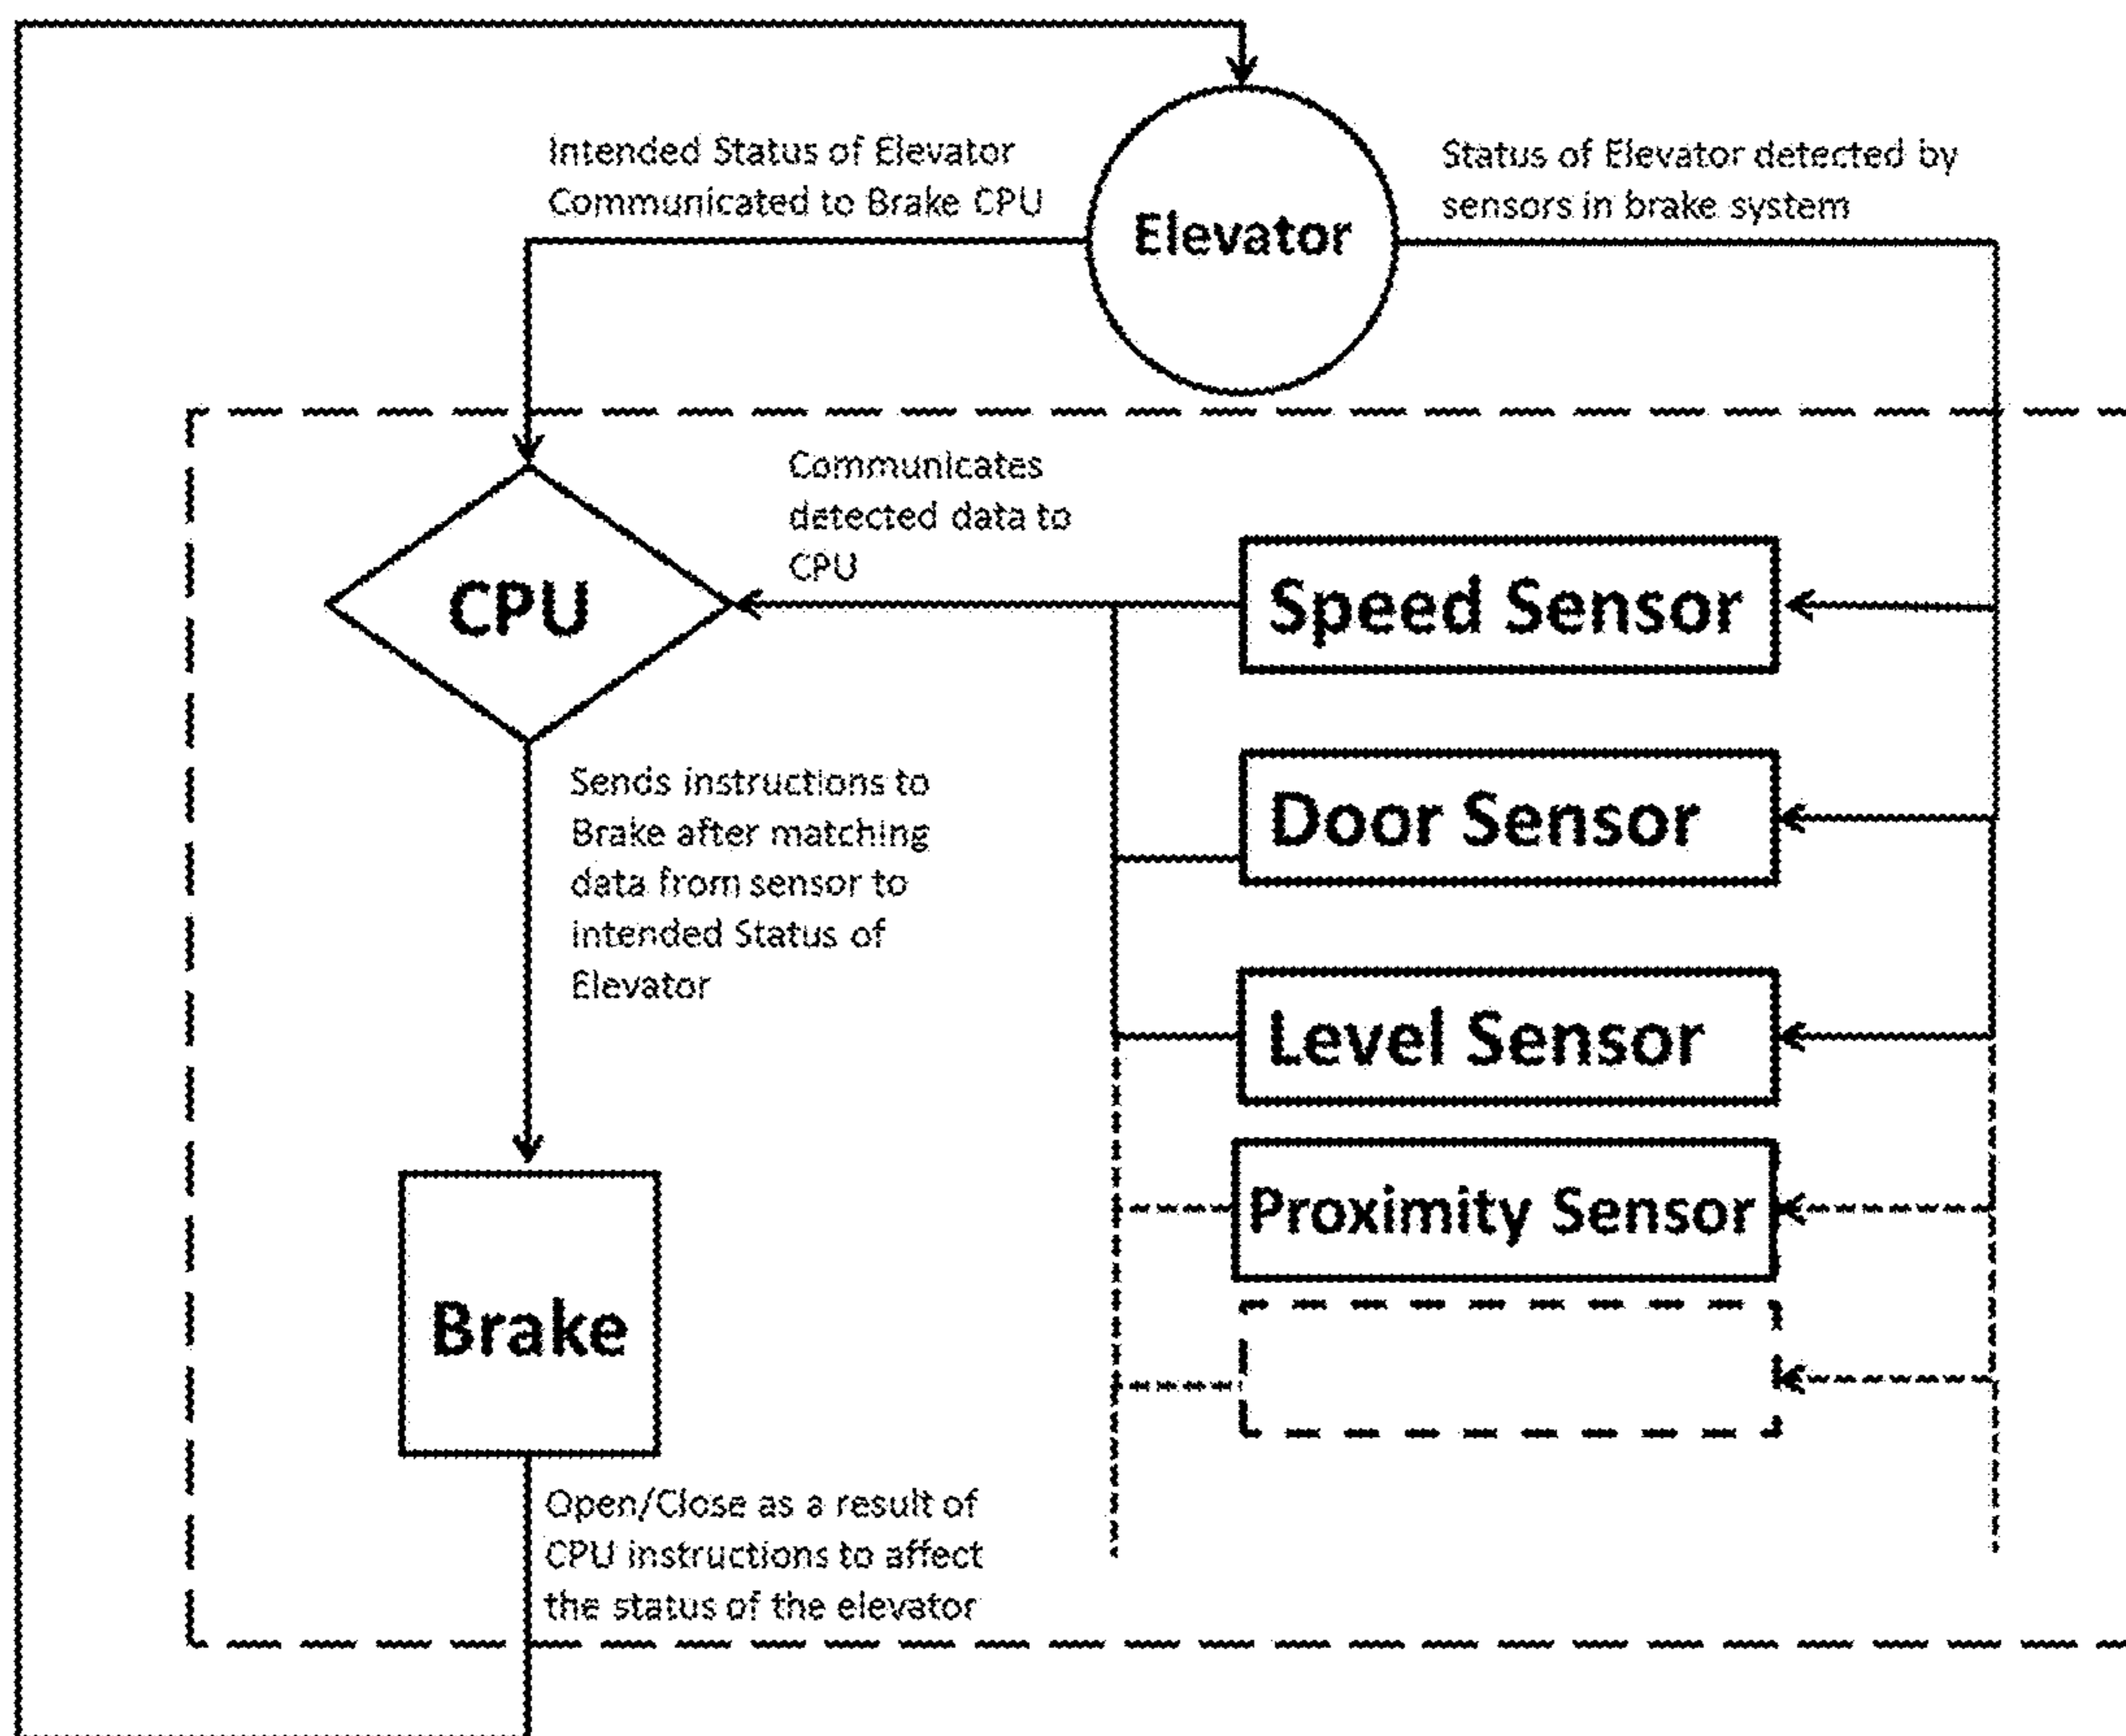 Intended Status of Elevator
Communicated to Brake CPU
Elevator
Status of Elevator detected by
sensors in brake system
Communicates
detected data to
CPU
CPU
Speed Sensor
Sends instructions to
Brake after matching
data from sensor to
intended Status of
Elevator
Door Sensor
Level Sensor
Proximity Sensor
Brake
Open/Close as a result of
CPU instructions to affect
the status of the elevator